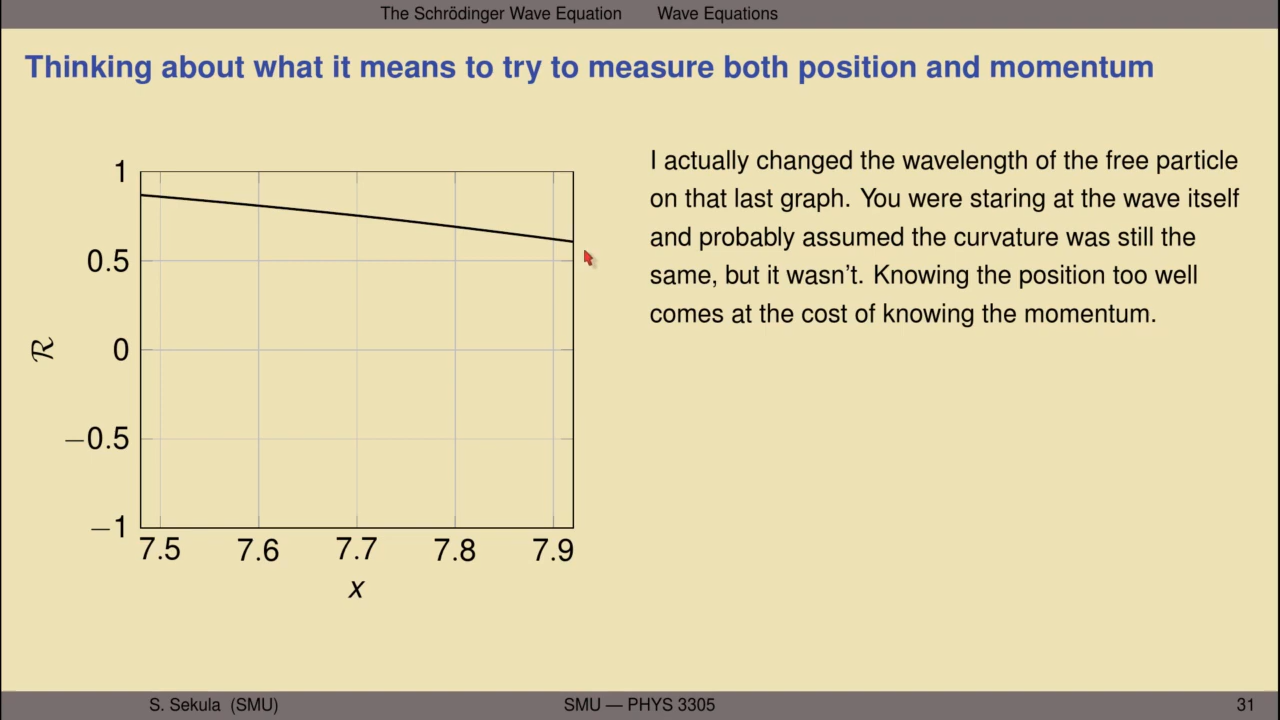 The Schrödinger Wave Equation Wave Equations
Thinking about what it means to try to measure both position and momentum
I actually changed the wavelength of the free particle
on that last graph. You were staring at the wave itself
and probably assumed the curvature was still the
same, but it wasn't. Knowing the position too well
comes at the cost of knowing the momentum.
1
0.5
0
−0.5
−1
ℛ
7.5 7.6 7.7 7.8 7.9
x
S. Sekula (SMU) SMU — PHYS 3305 31